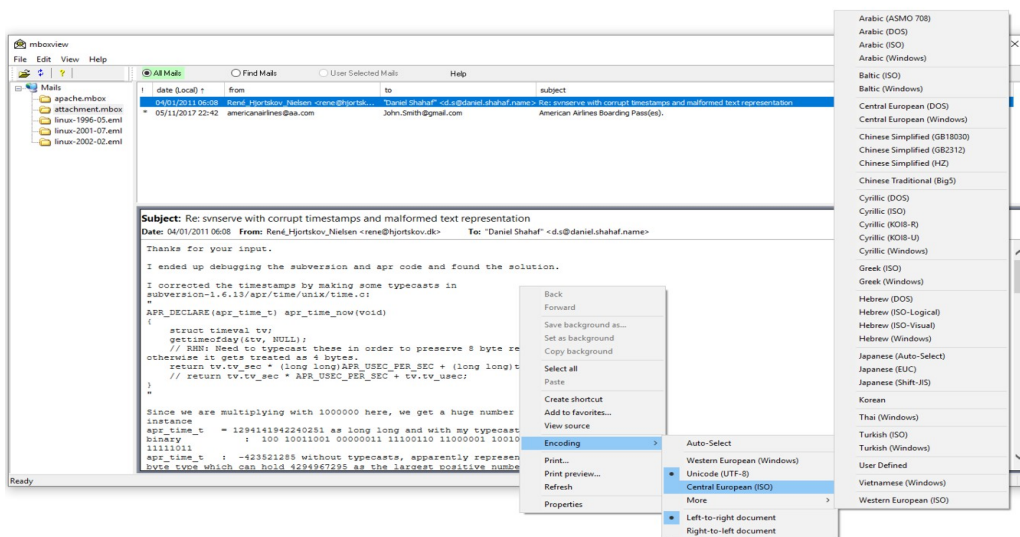 mboxview
File Edit View Help
All Mails Find Mails User Selected Mails Help
Mails
apache.mbox
attachment.mbox
linux-1996-05.eml
linux-2001-07.eml
linux-2002-02.eml
! date (Local) from to subject
04/01/2011 06:08 René_Hjortskov_Nielsen <rene@hjortsk... "Daniel Shahaf" <d.s@daniel.shahaf.name> Re: svnserve with corrupt timestamps and malformed text representation
* 05/11/2017 22:42 americanairlines@aa.com John.Smith@gmail.com American Airlines Boarding Pass(es).
Subject: Re: svnserve with corrupt timestamps and malformed text representation
Date: 04/01/2011 06:08 From: René_Hjortskov_Nielsen <rene@hjortskov.dk> To: "Daniel Shahaf" <d.s@daniel.shahaf.name>
Thanks for your input.
I ended up debugging the subversion and apr code and found the solution.
I corrected the timestamps by making some typecasts in
subversion-1.6.13/apr/time/unix/time.c:
"
APR_DECLARE(apr_time_t) apr_time_now(void)
{
struct timeval tv;
gettimeofday(&tv, NULL);
// RHN: Need to typecast these in order to preserve 8 byte re
otherwise it gets treated as 4 bytes.
return tv.tv_sec * (long long)APR_USEC_PER_SEC + (long long)t
// return tv.tv_sec * APR_USEC_PER_SEC + tv.tv_usec;
}
"
Since we are multiplying with 1000000 here, we get a huge number
instance
apr_time_t = 1294141942240251 as long long and with my typecast
binary : 100 10011001 00000011 11100110 11000001 10010
11111011
apr_time_t : -423521285 without typecasts, apparently represen
byte type which can hold 4294967295 as the largest positive numbe
Ready
Back
Forward
Save background as...
Set as background
Copy background
Select all
Paste
Create shortcut
Add to favorites...
View source
Encoding
Print...
Print preview...
Refresh
Properties
Auto-Select
Western European (Windows)
Unicode (UTF-8)
Central European (ISO)
More
Left-to-right document
Right-to-left document
Arabic (ASMO 708)
Arabic (DOS)
Arabic (ISO)
Arabic (Windows)
Baltic (ISO)
Baltic (Windows)
Central European (DOS)
Central European (Windows)
Chinese Simplified (GB18030)
Chinese Simplified (GB2312)
Chinese Simplified (HZ)
Chinese Traditional (Big5)
Cyrillic (DOS)
Cyrillic (ISO)
Cyrillic (KOI8-R)
Cyrillic (KOI8-U)
Cyrillic (Windows)
Greek (ISO)
Greek (Windows)
Hebrew (DOS)
Hebrew (ISO-Logical)
Hebrew (ISO-Visual)
Hebrew (Windows)
Japanese (Auto-Select)
Japanese (EUC)
Japanese (Shift-JIS)
Korean
Thai (Windows)
Turkish (ISO)
Turkish (Windows)
User Defined
Vietnamese (Windows)
Western European (ISO)